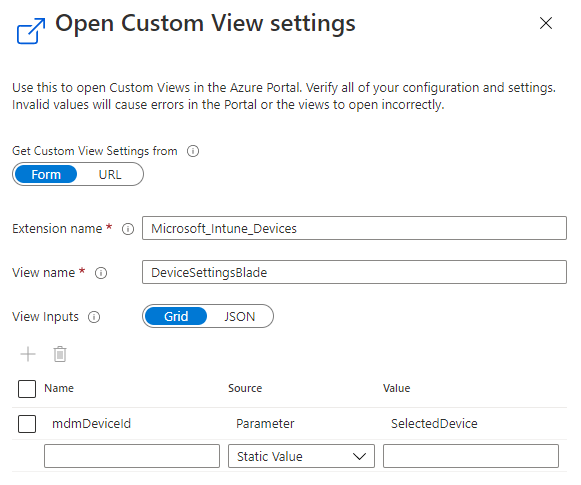 Open Custom View settings
Use this to open Custom Views in the Azure Portal. Verify all of your configuration and settings.
Invalid values will cause errors in the Portal or the views to open incorrectly.
Get Custom View Settings from
Form URL
Extension name * Microsoft_Intune_Devices
View name * DeviceSettingsBlade
View Inputs Grid JSON
Name Source Value
mdmDeviceId Parameter SelectedDevice
Static Value